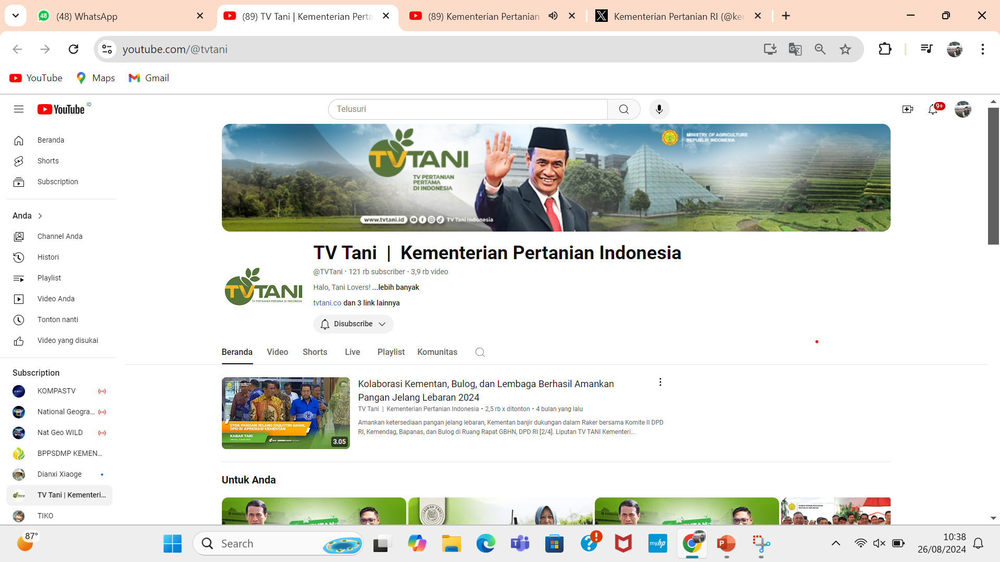 (48) WhatsApp
(89) TV Tani | Kementerian Perta
(89) Kementerian Pertanian
Kementerian Pertanian RI (@ke
youtube.com/@tvtani
YouTube
Maps
Gmail
YouTube ID
Telusuri
9+
Beranda
Shorts
Subscription
Anda
Channel Anda
Histori
Playlist
Video Anda
Tonton nanti
Video yang disukai
Subscription
KOMPASTV
National Geogra...
Nat Geo WILD
BPPSDMP KEMEN...
Dianxi Xiaoge
TV Tani | Kementeri...
TIKO
TVTANI
TV PERTANIAN
PERTAMA
DI INDONESIA
MINISTRY OF AGRICULTURE
REPUBLIK INDONESIA
www.tvtani.id
TV Tani Indonesia
TVTANI
TV PERTANIAN PERTAMA DI INDONESIA
TV Tani | Kementerian Pertanian Indonesia
@TVTani • 121 rb subscriber • 3,9 rb video
Halo, Tani Lovers! ...lebih banyak
tvtani.co dan 3 link lainnya
Disubscribe
Beranda
Video
Shorts
Live
Playlist
Komunitas
STOK PANGAN JELANG IDULFITRI AMAN,
DPD RI APRESIASI KEMENTAN
KABAR TANI
3.05
Kolaborasi Kementan, Bulog, dan Lembaga Berhasil Amankan
Pangan Jelang Lebaran 2024
TV Tani | Kementerian Pertanian Indonesia • 2,5 rb x ditonton • 4 bulan yang lalu
Amankan ketersediaan pangan jelang lebaran, Kementan banjir dukungan dalam Raker bersama Komite II DPD
RI, Kemendag, Bapanas, dan Bulog di Ruang Rapat GBHN, DPD RI [2/4]. Liputan TV TANI Kementeri...
Untuk Anda
87°
Search
myhp
10:38
26/08/2024